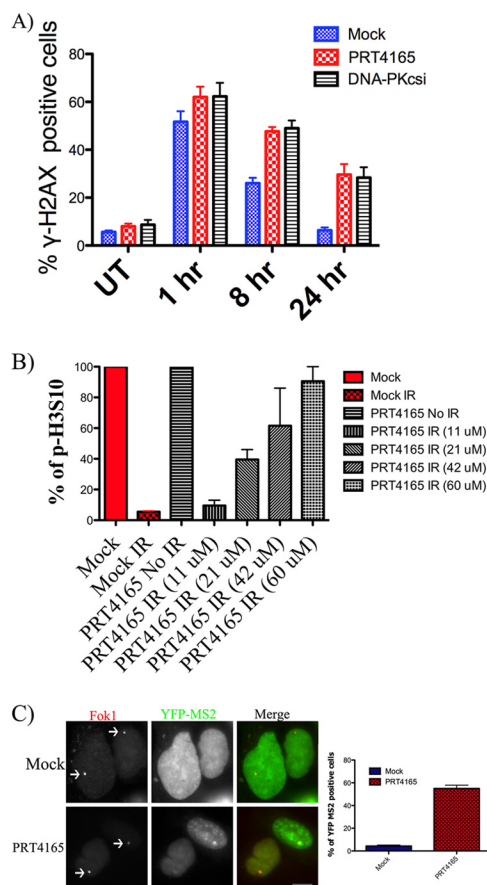 A)
Mock
PRT4165
DNA-PKcsi
% γ-H2AX positive cells
80
60
40
20
0
UT
1 hr
8 hr
24 hr
B)
% of p-H3S10
100
80
60
40
20
0
Mock
Mock IR
PRT4165 No IR
PRT4165 IR (11 uM)
PRT4165 IR (21 uM)
PRT4165 IR (42 uM)
PRT4165 IR (60 uM)
Mock
Mock IR
PRT4165 No IR
PRT4165 IR (11 uM)
PRT4165 IR (21 uM)
PRT4165 IR (42 uM)
PRT4165 IR (60 uM)
C)
Fok1
YFP-MS2
Merge
Mock
PRT4165
% of YFP MS2 positive cells
80
60
40
20
0
Mock
PRT4165
Mock
PRT4165